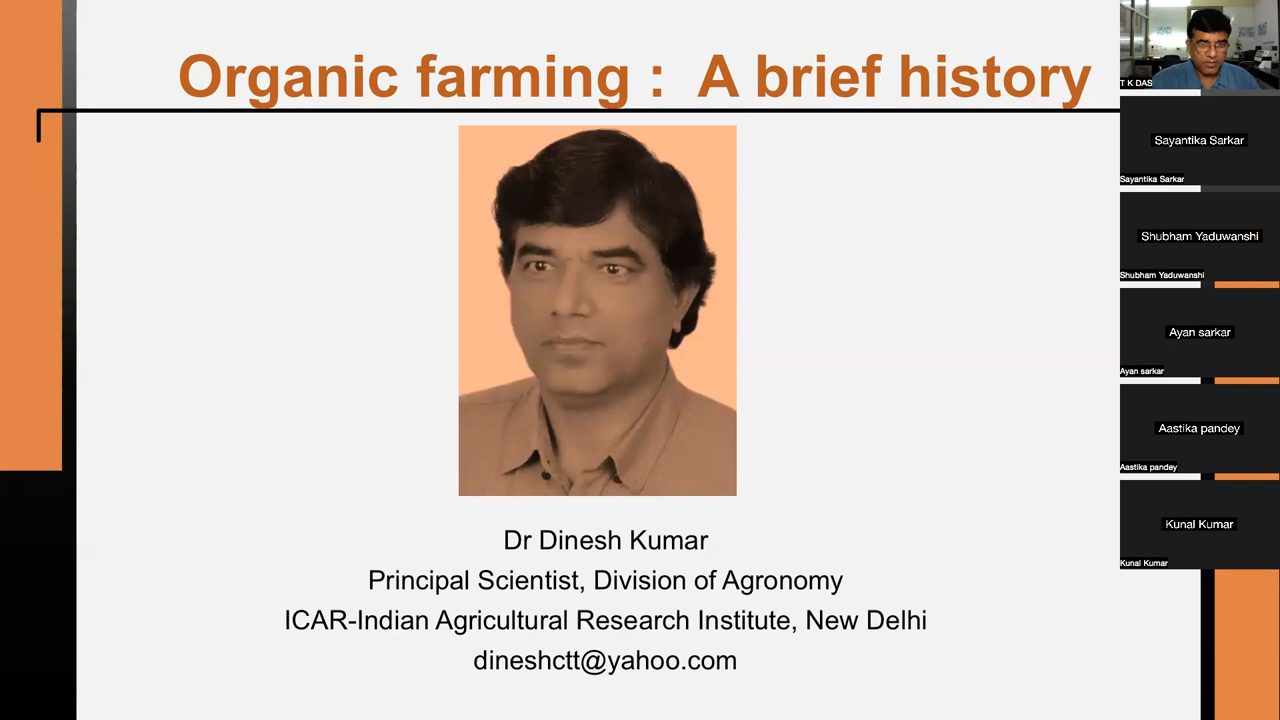 Organic farming :  A brief history
Dr Dinesh Kumar
Principal Scientist, Division of Agronomy
ICAR-Indian Agricultural Research Institute, New Delhi
dineshctt@yahoo.com
T K DAS
Sayantika Sarkar
Sayantika Sarkar
Shubham Yaduwanshi
Shubham Yaduwanshi
Ayan sarkar
Ayan sarkar
Aastika pandey
Aastika pandey
Kunal Kumar
Kunal Kumar